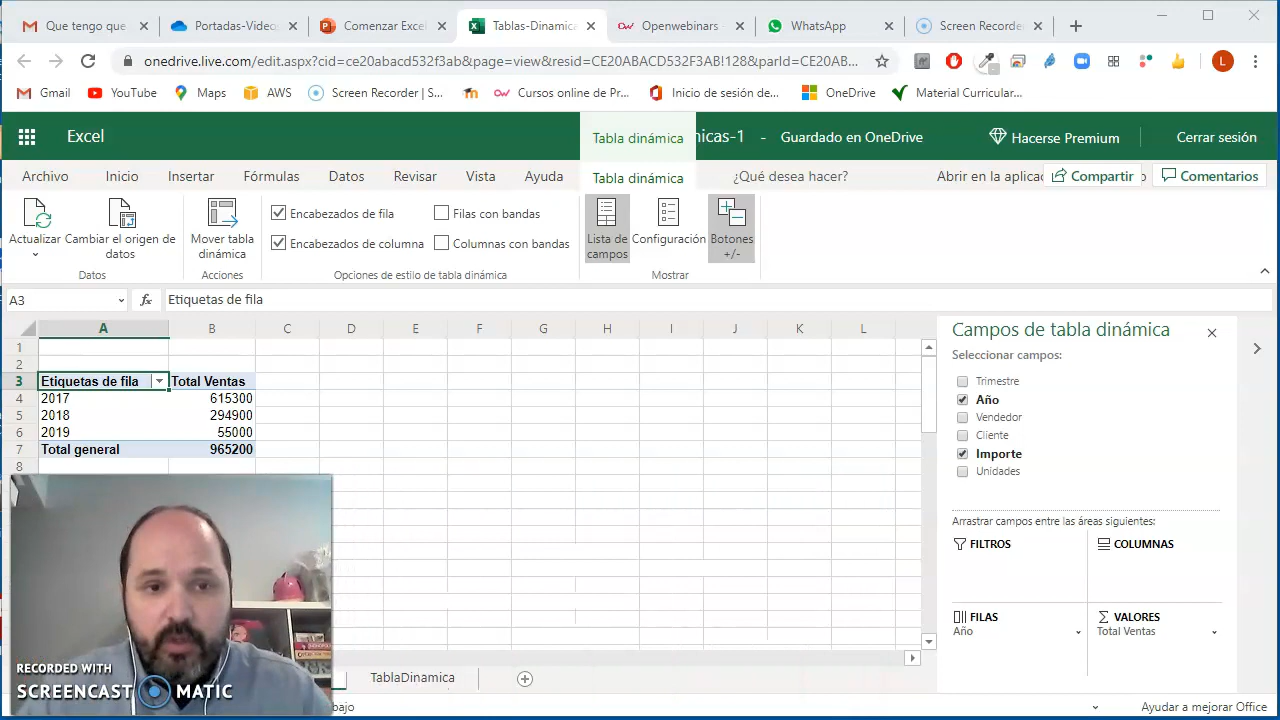 Que tengo que
Portadas-Video
Comenzar Excel
Tablas-Dinamica
Openwebinars
WhatsApp
Screen Recorde
onedrive.live.com/edit.aspx?cid=ce20abacd532f3ab&page=view&resid=CE20ABACD532F3AB!128&parId=CE20AB...
L
Gmail
YouTube
Maps
AWS
Screen Recorder | S...
Cursos online de Pr...
Inicio de sesión de...
OneDrive
Material Curricular...
Excel
Tabla dinámica
nicas-1 - Guardado en OneDrive
Hacerse Premium
Cerrar sesión
Archivo
Inicio
Insertar
Fórmulas
Datos
Revisar
Vista
Ayuda
Tabla dinámica
¿Qué desea hacer?
Abrir en la aplicac
Compartir
o
Comentarios
Actualizar
Cambiar el origen de
datos
Mover tabla
dinámica
Encabezados de fila
Filas con bandas
Encabezados de columna
Columnas con bandas
Lista de
campos
Configuración
Botones
+/-
Datos
Acciones
Opciones de estilo de tabla dinámica
Mostrar
A3
fx
Etiquetas de fila
A B C D E F G H I J K L
1
2
3 Etiquetas de fila Total Ventas
4 2017 615300
5 2018 294900
6 2019 55000
7 Total general 965200
8
Campos de tabla dinámica
Seleccionar campos:
Trimestre
Año
Vendedor
Cliente
Importe
Unidades
Arrastrar campos entre las áreas siguientes:
FILTROS
COLUMNAS
FILAS
Año
VALORES
Total Ventas
RECORDED WITH
SCREENCAST MATIC
TablaDinamica
bajo
Ayudar a mejorar Office